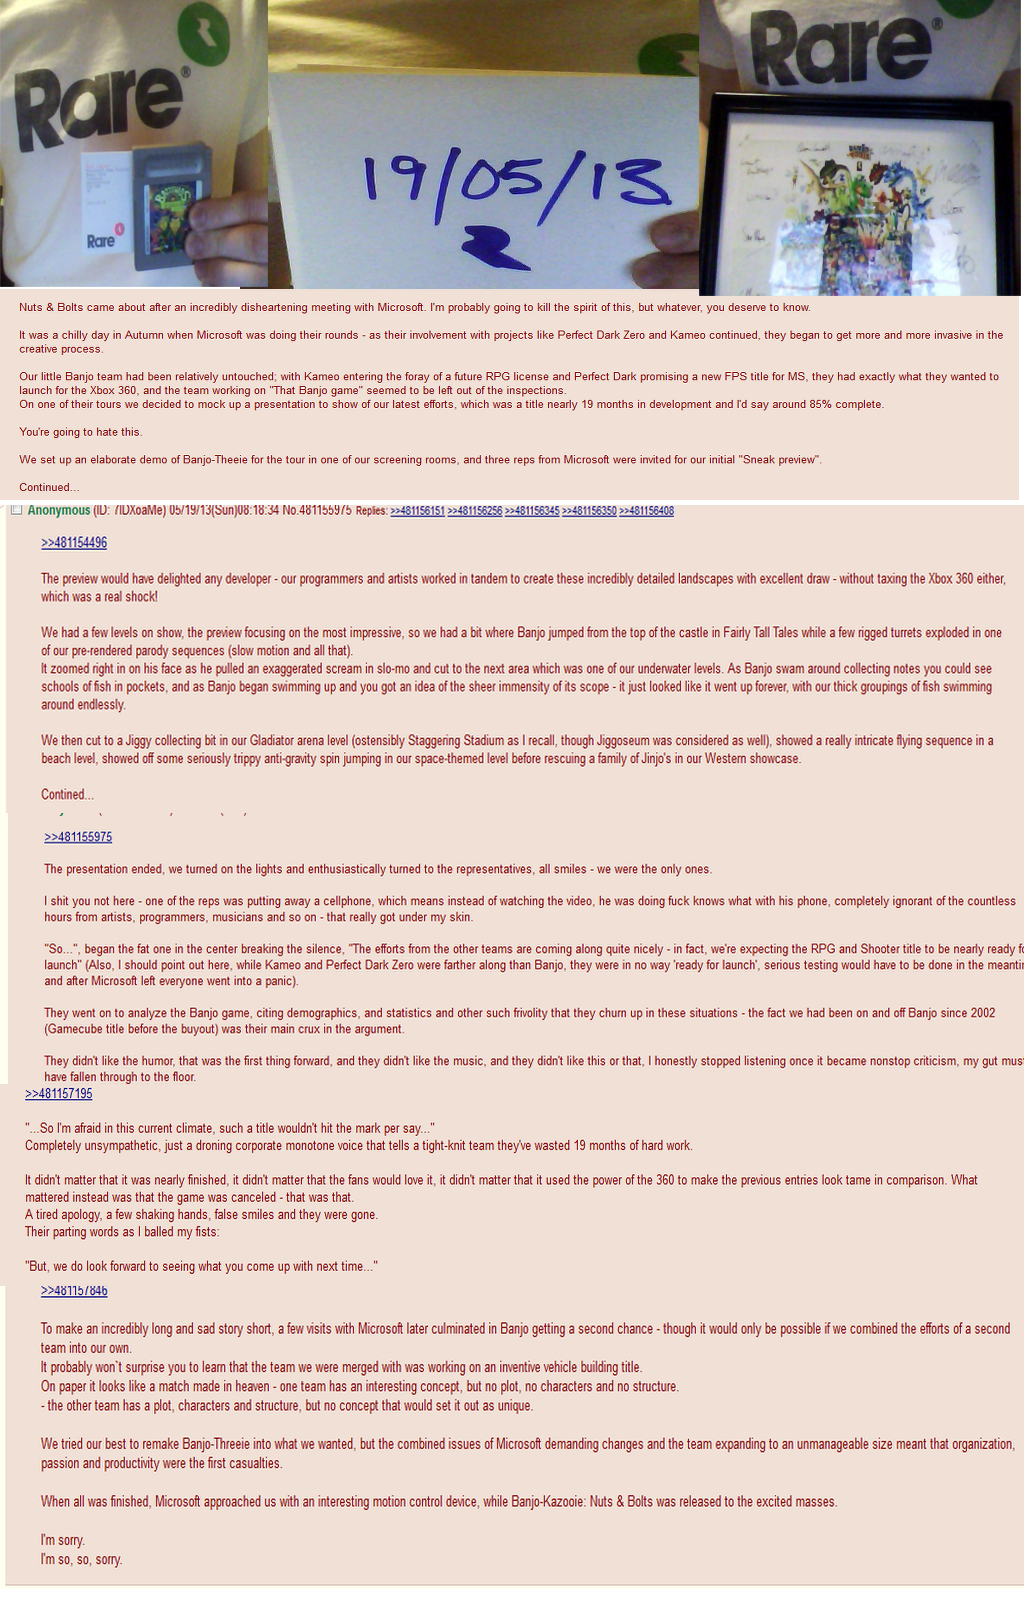 Rare®
Rare
19/05/13
2
Rare®
Nuts & Bolts came about after an incredibly disheartening meeting with Microsoft. I'm probably going to kill the spirit of this, but whatever, you deserve to know.
It was a chilly day in Autumn when Microsoft was doing their rounds - as their involvement with projects like Perfect Dark Zero and Kameo continued, they began to get more and more invasive in the
creative process.
Our little Banjo team had been relatively untouched; with Kameo entering the foray of a future RPG license and Perfect Dark promising a new FPS title for MS, they had exactly what they wanted to
launch for the Xbox 360, and the team working on "That Banjo game" seemed to be left out of the inspections.
On one of their tours we decided to mock up a presentation to show of our latest efforts, which was a title nearly 19 months in development and I'd say around 85% complete.
You're going to hate this.
We set up an elaborate demo of Banjo-Theeie for the tour in one of our screening rooms, and three reps from Microsoft were invited for our initial "Sneak preview".
Continued...
Anonymous (ID: 7IDXoaMe) 05/19/13(Sun)08:18:34 No.481155975 Replies: >>481156151 >>481156256 >>481156345 >>481156350 >>481156408
>>481154496
The preview would have delighted any developer - our programmers and artists worked in tandem to create these incredibly detailed landscapes with excellent draw - without taxing the Xbox 360 either,
which was a real shock!
We had a few levels on show, the preview focusing on the most impressive, so we had a bit where Banjo jumped from the top of the castle in Fairly Tall Tales while a few rigged turrets exploded in one
of our pre-rendered parody sequences (slow motion and all that).
It zoomed right in on his face as he pulled an exaggerated scream in slo-mo and cut to the next area which was one of our underwater levels. As Banjo swam around collecting notes you could see
schools of fish in pockets, and as Banjo began swimming up and you got an idea of the sheer immensity of its scope - it just looked like it went up forever, with our thick groupings of fish swimming
around endlessly.
We then cut to a Jiggy collecting bit in our Gladiator arena level (ostensibly Staggering Stadium as I recall, though Jiggoseum was considered as well), showed a really intricate flying sequence in a
beach level, showed off some seriously trippy anti-gravity spin jumping in our space-themed level before rescuing a family of Jinjo's in our Western showcase.
Contined...
>>481155975
The presentation ended, we turned on the lights and enthusiastically turned to the representatives, all smiles - we were the only ones.
I shit you not here - one of the reps was putting away a cellphone, which means instead of watching the video, he was doing fuck knows what with his phone, completely ignorant of the countless
hours from artists, programmers, musicians and so on - that really got under my skin.
"So...", began the fat one in the center breaking the silence, "The efforts from the other teams are coming along quite nicely - in fact, we're expecting the RPG and Shooter title to be nearly ready
launch" (Also, I should point out here, while Kameo and Perfect Dark Zero were farther along than Banjo, they were in no way 'ready for launch', serious testing would have to be done in the
and after Microsoft left everyone went into a panic).
They went on to analyze the Banjo game, citing demographics, and statistics and other such frivolity that they churn up in these situations - the fact we had been on and off Banjo since 2002
(Gamecube title before the buyout) was their main crux in the argument.
They didn't like the humor, that was the first thing forward, and they didn't like the music, and they didn't like this or that, I honestly stopped listening once it became nonstop criticism, my gut must
have fallen through to the floor.
>>481157195
"...So I'm afraid in this current climate, such a title wouldn't hit the mark per say..."
Completely unsympathetic, just a droning corporate monotone voice that tells a tight-knit team they've wasted 19 months of hard work.
It didn't matter that it was nearly finished, it didn't matter that the fans would love it, it didn't matter that it used the power of the 360 to make the previous entries look tame in comparison. What
mattered instead was that the game was canceled - that was that.
A tired apology, a few shaking hands, false smiles and they were gone.
Their parting words as I balled my fists:
"But, we do look forward to seeing what you come up with next time..."
>>481157846
To make an incredibly long and sad story short, a few visits with Microsoft later culminated in Banjo getting a second chance - though it would only be possible if we combined the efforts of a second
team into our own.
It probably won`t surprise you to learn that the team we were merged with was working on an inventive vehicle building title.
On paper it looks like a match made in heaven - one team has an interesting concept, but no plot, no characters and no structure.
- the other team has a plot, characters and structure, but no concept that would set it out as unique.
We tried our best to remake Banjo-Threeie into what we wanted, but the combined issues of Microsoft demanding changes and the team expanding to an unmanageable size meant that organization,
passion and productivity were the first casualties.
When all was finished, Microsoft approached us with an interesting motion control device, while Banjo-Kazooie: Nuts & Bolts was released to the excited masses.
I'm sorry.
I'm so, so, sorry.